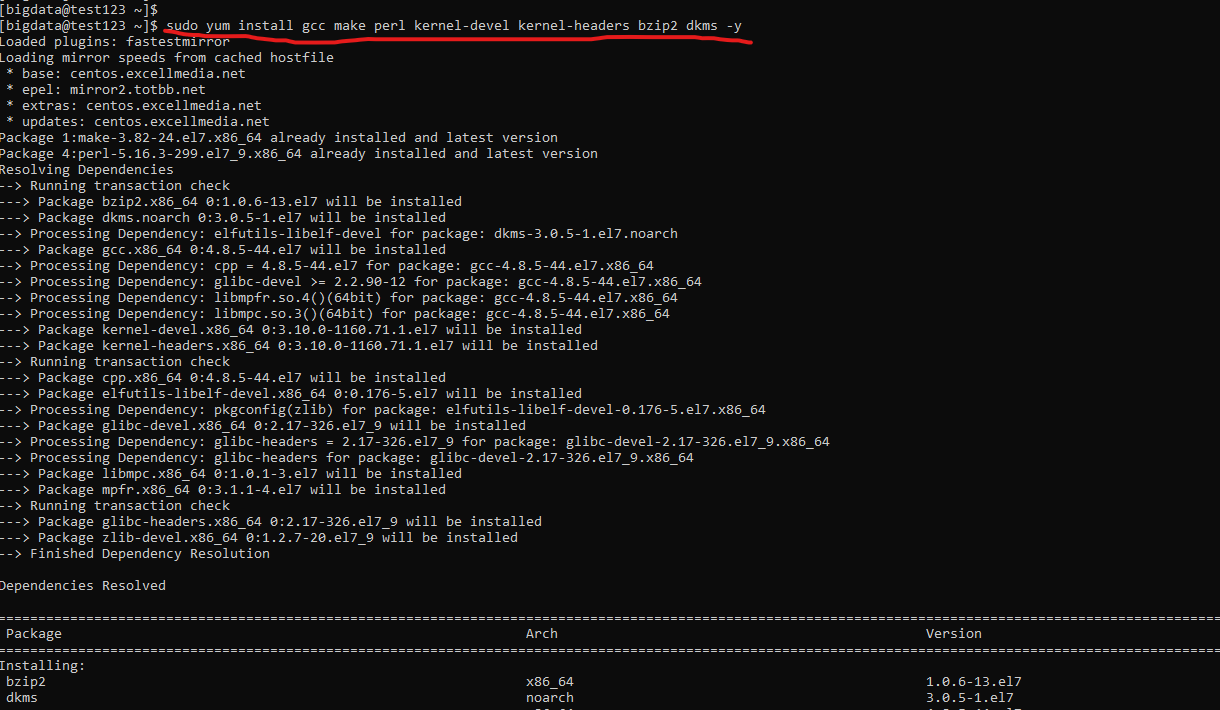 [bigdata@test123 ~]$
[bigdata@test123 ~]$ sudo yum install gcc make perl kernel-devel kernel-headers bzip2 dkms -y
Loaded plugins: fastestmirror
Loading mirror speeds from cached hostfile
 * base: centos.excellmedia.net
 * epel: mirror2.totbb.net
 * extras: centos.excellmedia.net
 * updates: centos.excellmedia.net
Package 1:make-3.82-24.el7.x86_64 already installed and latest version
Package 4:perl-5.16.3-299.el7_9.x86_64 already installed and latest version
Resolving Dependencies
--> Running transaction check
---> Package bzip2.x86_64 0:1.0.6-13.el7 will be installed
---> Package dkms.noarch 0:3.0.5-1.el7 will be installed
--> Processing Dependency: elfutils-libelf-devel for package: dkms-3.0.5-1.el7.noarch
---> Package gcc.x86_64 0:4.8.5-44.el7 will be installed
--> Processing Dependency: cpp = 4.8.5-44.el7 for package: gcc-4.8.5-44.el7.x86_64
--> Processing Dependency: glibc-devel >= 2.2.90-12 for package: gcc-4.8.5-44.el7.x86_64
--> Processing Dependency: libmpfr.so.4()(64bit) for package: gcc-4.8.5-44.el7.x86_64
--> Processing Dependency: libmpc.so.3()(64bit) for package: gcc-4.8.5-44.el7.x86_64
---> Package kernel-devel.x86_64 0:3.10.0-1160.71.1.el7 will be installed
---> Package kernel-headers.x86_64 0:3.10.0-1160.71.1.el7 will be installed
--> Running transaction check
---> Package cpp.x86_64 0:4.8.5-44.el7 will be installed
---> Package elfutils-libelf-devel.x86_64 0:0.176-5.el7 will be installed
--> Processing Dependency: pkgconfig(zlib) for package: elfutils-libelf-devel-0.176-5.el7.x86_64
---> Package glibc-devel.x86_64 0:2.17-326.el7_9 will be installed
--> Processing Dependency: glibc-headers = 2.17-326.el7_9 for package: glibc-devel-2.17-326.el7_9.x86_64
--> Processing Dependency: glibc-headers for package: glibc-devel-2.17-326.el7_9.x86_64
---> Package libmpc.x86_64 0:1.0.1-3.el7 will be installed
---> Package mpfr.x86_64 0:3.1.1-4.el7 will be installed
--> Running transaction check
---> Package glibc-headers.x86_64 0:2.17-326.el7_9 will be installed
---> Package zlib-devel.x86_64 0:1.2.7-20.el7_9 will be installed
--> Finished Dependency Resolution
Dependencies Resolved
Package Arch Version
Installing:
bzip2 x86_64 1.0.6-13.el7
dkms noarch 3.0.5-1.el7